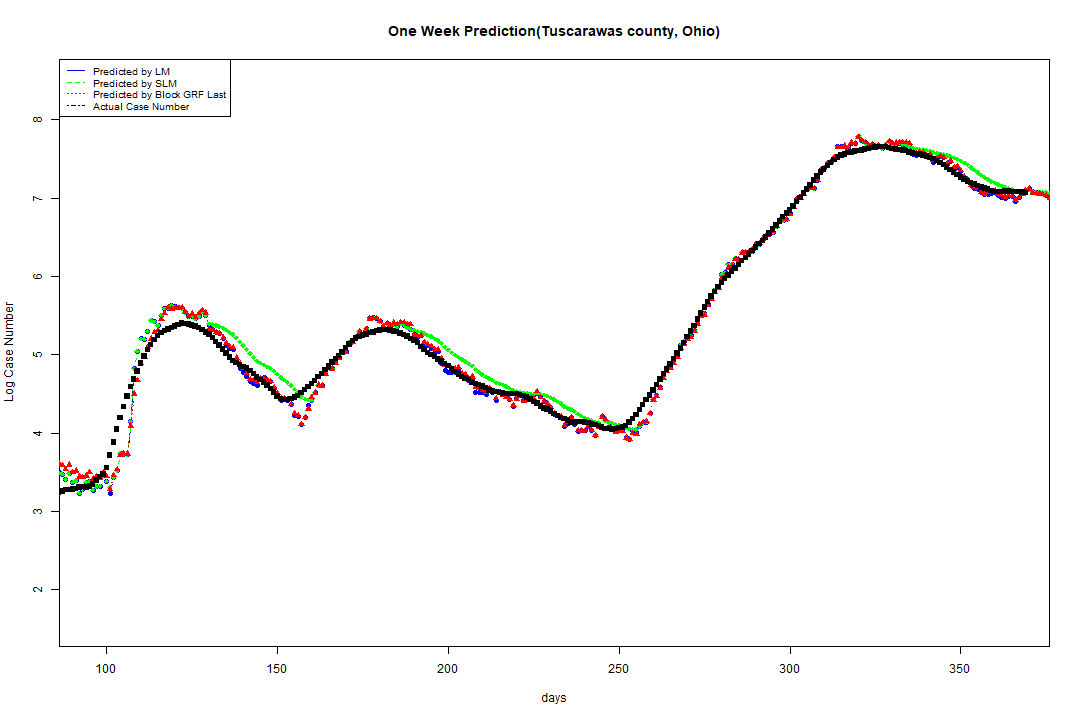 One Week Prediction(Tuscarawas county, Ohio)
Predicted by LM
Predicted by SLM
Predicted by Block GRF Last
Actual Case Number
8
7
6
5
4
3
2
Log Case Number
100 150 200 250 300 350
days